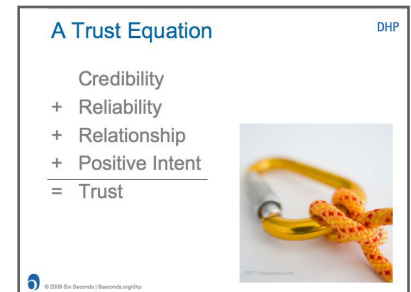 A Trust Equation
DHP
Credibility
+ Reliability
+ Relationship
+ Positive Intent
= Trust
© 2009 Six Seconds | 6seconds.org/dhp